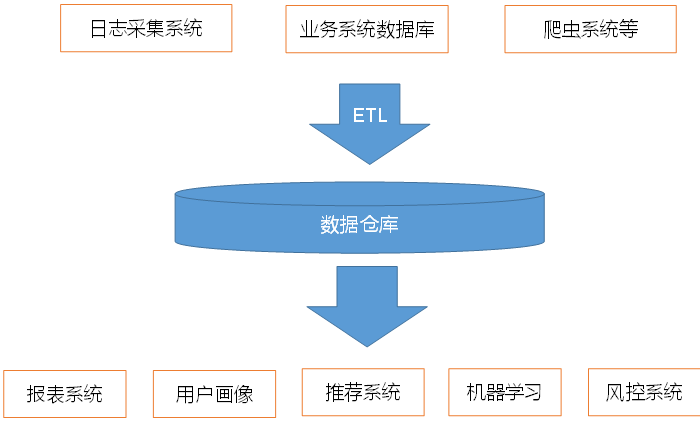 日志采集系统
业务系统数据库
爬虫系统等
ETL
数据仓库
报表系统
用户画像
推荐系统
机器学习
风控系统